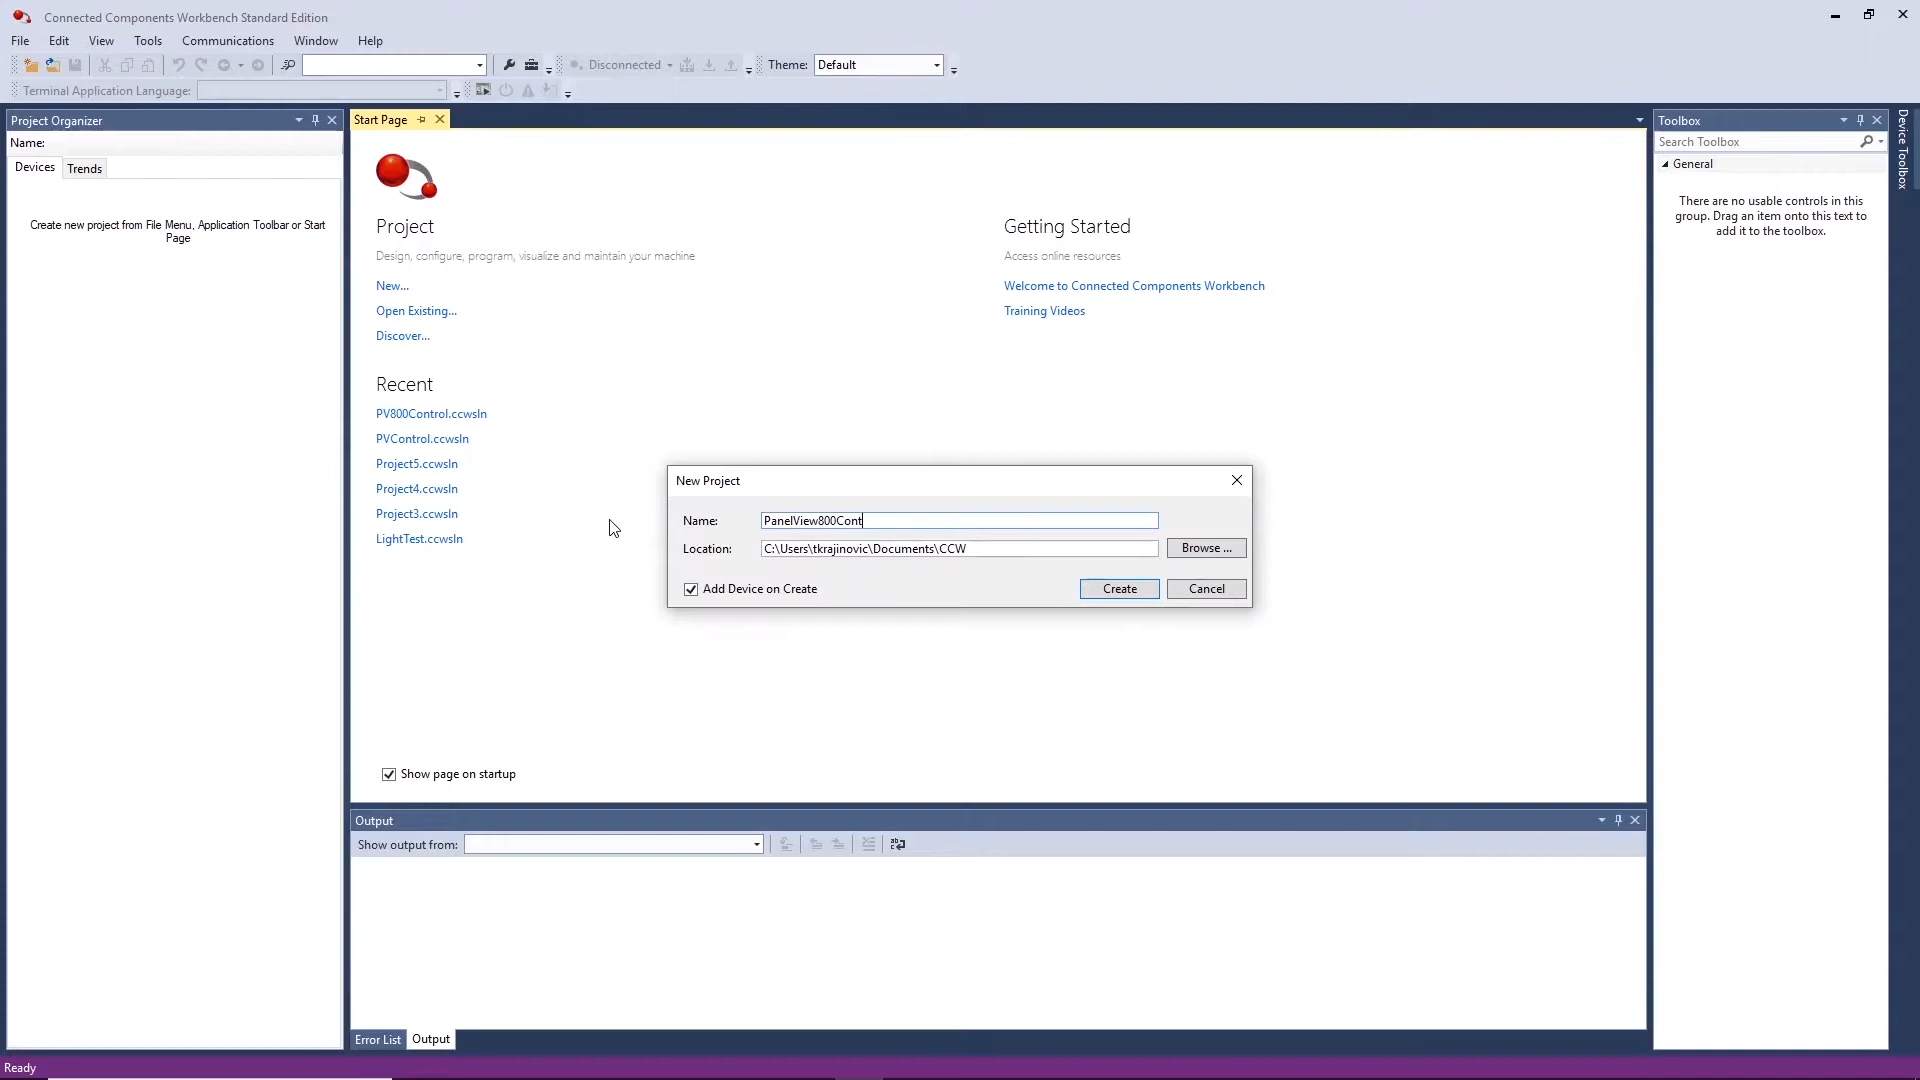 Connected Components Workbench Standard Edition
File Edit View Tools Communications Window Help
Disconnected Theme: Default
Terminal Application Language:
Project Organizer
Name:
Devices Trends
Create new project from File Menu, Application Toolbar or Start
Page
Start Page
Project
Design, configure, program, visualize and maintain your machine
New...
Open Existing...
Discover...
Recent
PV800Control.ccwsln
PVControl.ccwsln
Project5.ccwsln
Project4.ccwsln
Project3.ccwsln
LightTest.ccwsln
Getting Started
Access online resources
Welcome to Connected Components Workbench
Training Videos
New Project
Name: PanelView800Cont
Location: C:\Users\tkrajinovic\Documents\CCW Browse ...
Add Device on Create Create Cancel
Show page on startup
Output
Show output from:
Error List Output
Toolbox
Search Toolbox
General
There are no usable controls in this
group. Drag an item onto this text to
add it to the toolbox.
Device Toolbox
Ready